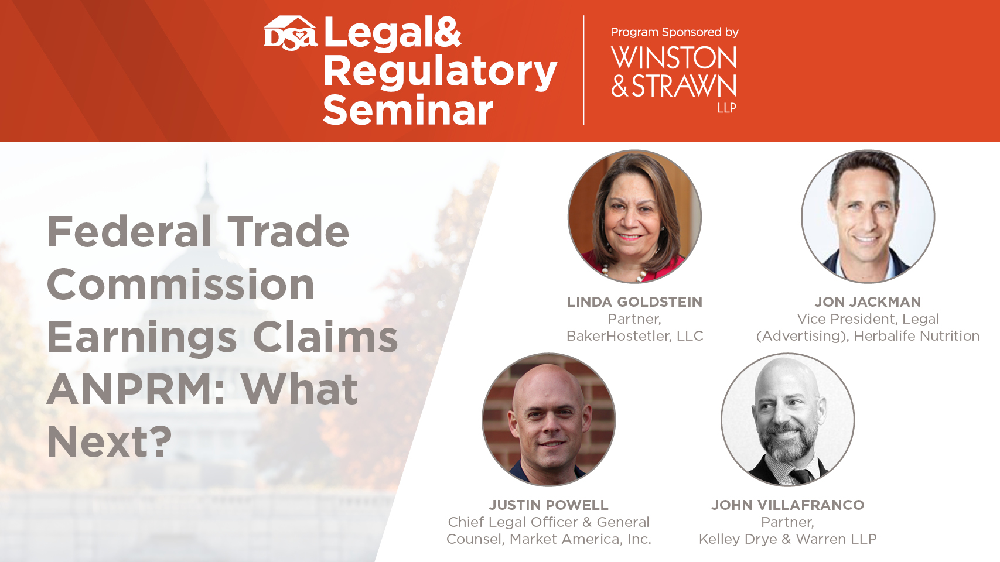 DSA
Legal&
Regulatory
Seminar
Program Sponsored by
WINSTON
& STRAWN
LLP
Federal Trade
Commission
Earnings Claims
ANPRM: What
Next?
LINDA GOLDSTEIN
Partner,
BakerHostetler, LLC
JON JACKMAN
Vice President, Legal
(Advertising), Herbalife Nutrition
JUSTIN POWELL
Chief Legal Officer & General
Counsel, Market America, Inc.
JOHN VILLAFRANCO
Partner,
Kelley Drye & Warren LLP